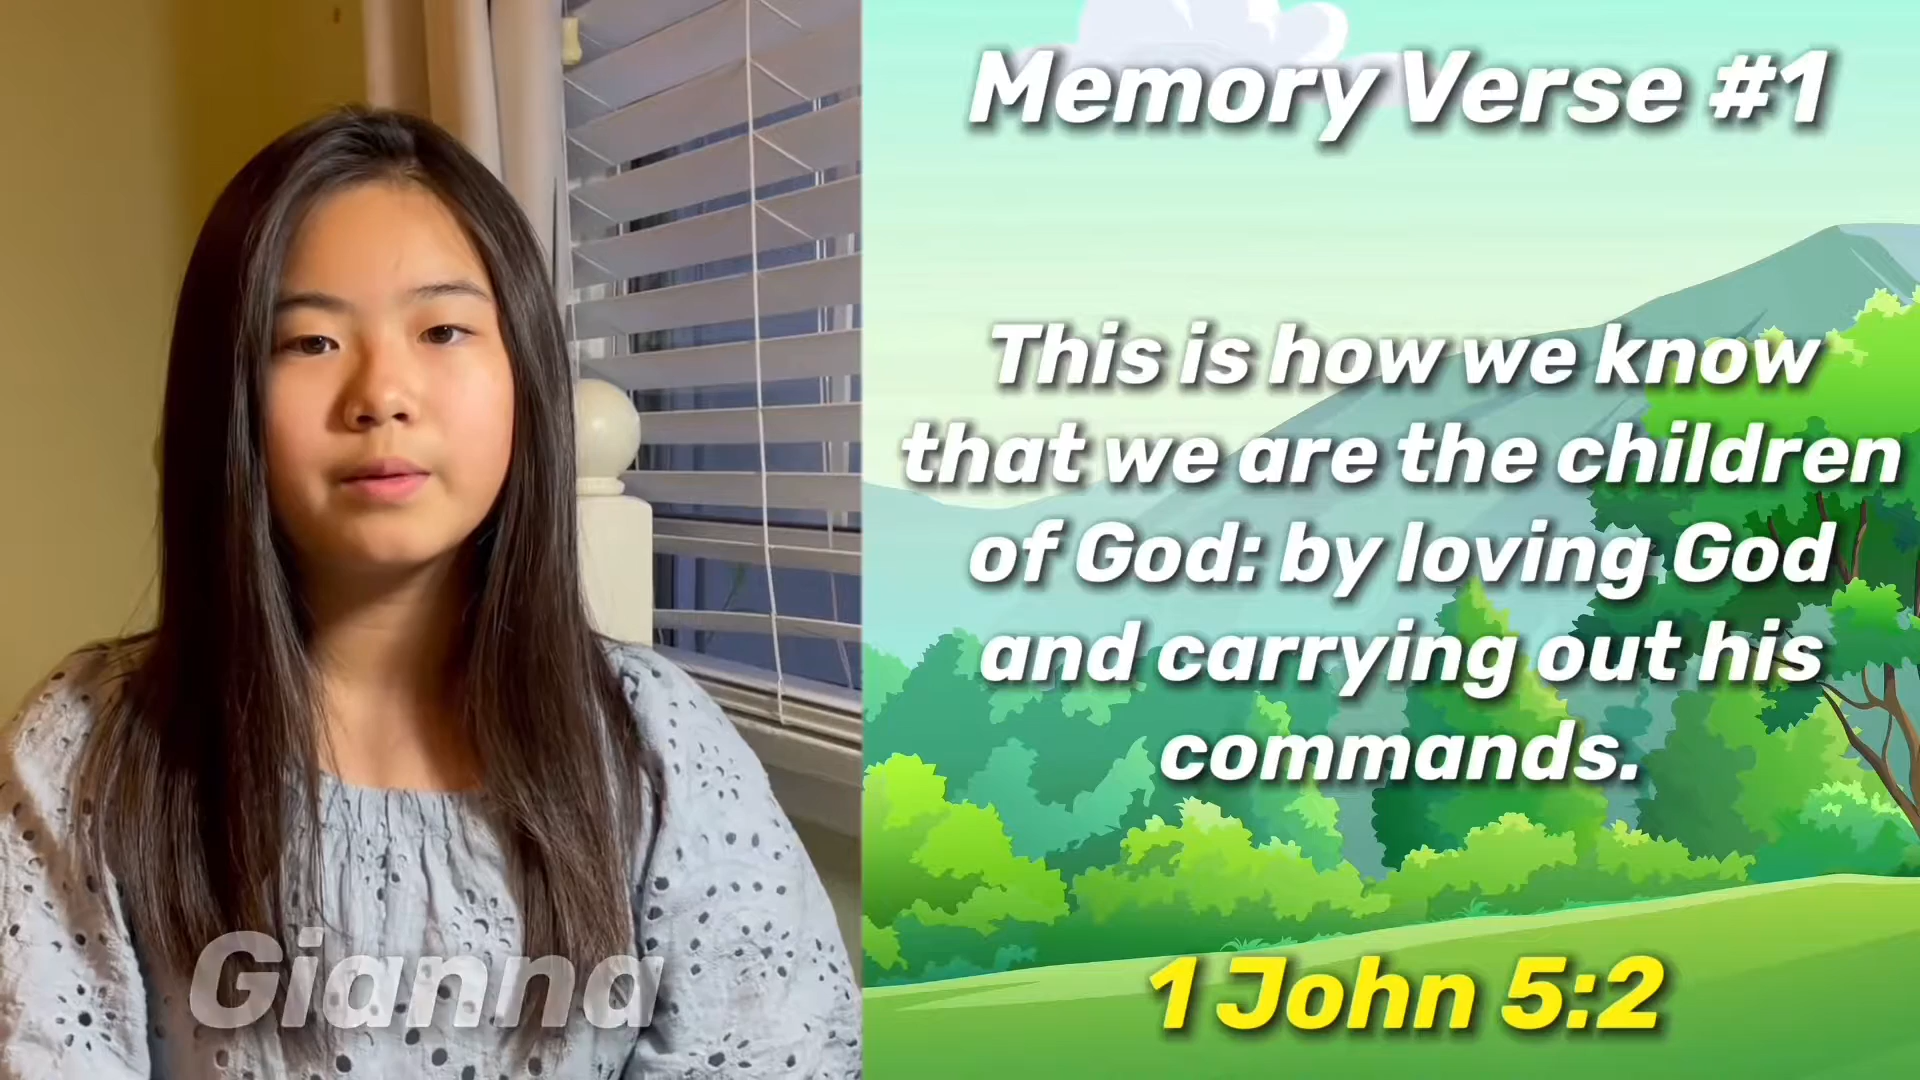 Memory Verse #1
This is how we know
that we are the children
of God: by loving God
and carrying out his
commands.
1 John 5:2
Gianna